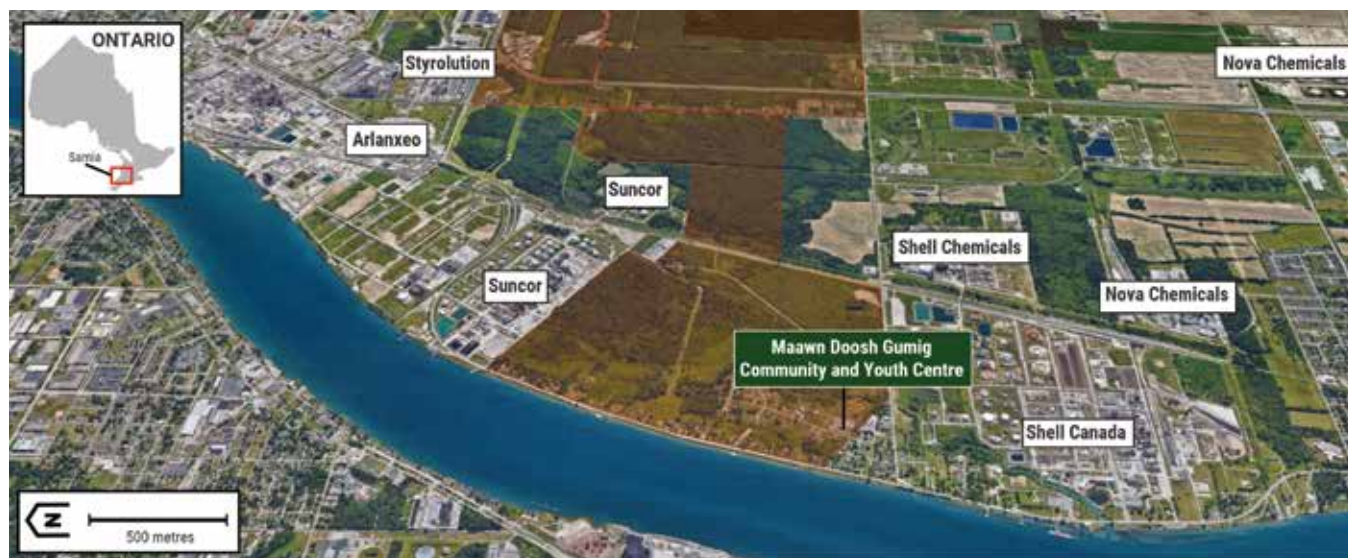 ONTARIO
Sarnia
Styrolution
Nova Chemicals
Arlanxeo
Suncor
Shell Chemicals
Suncor
Nova Chemicals
Maawn Doosh Gumig
Community and Youth Centre
Shell Canada
N
500 metres